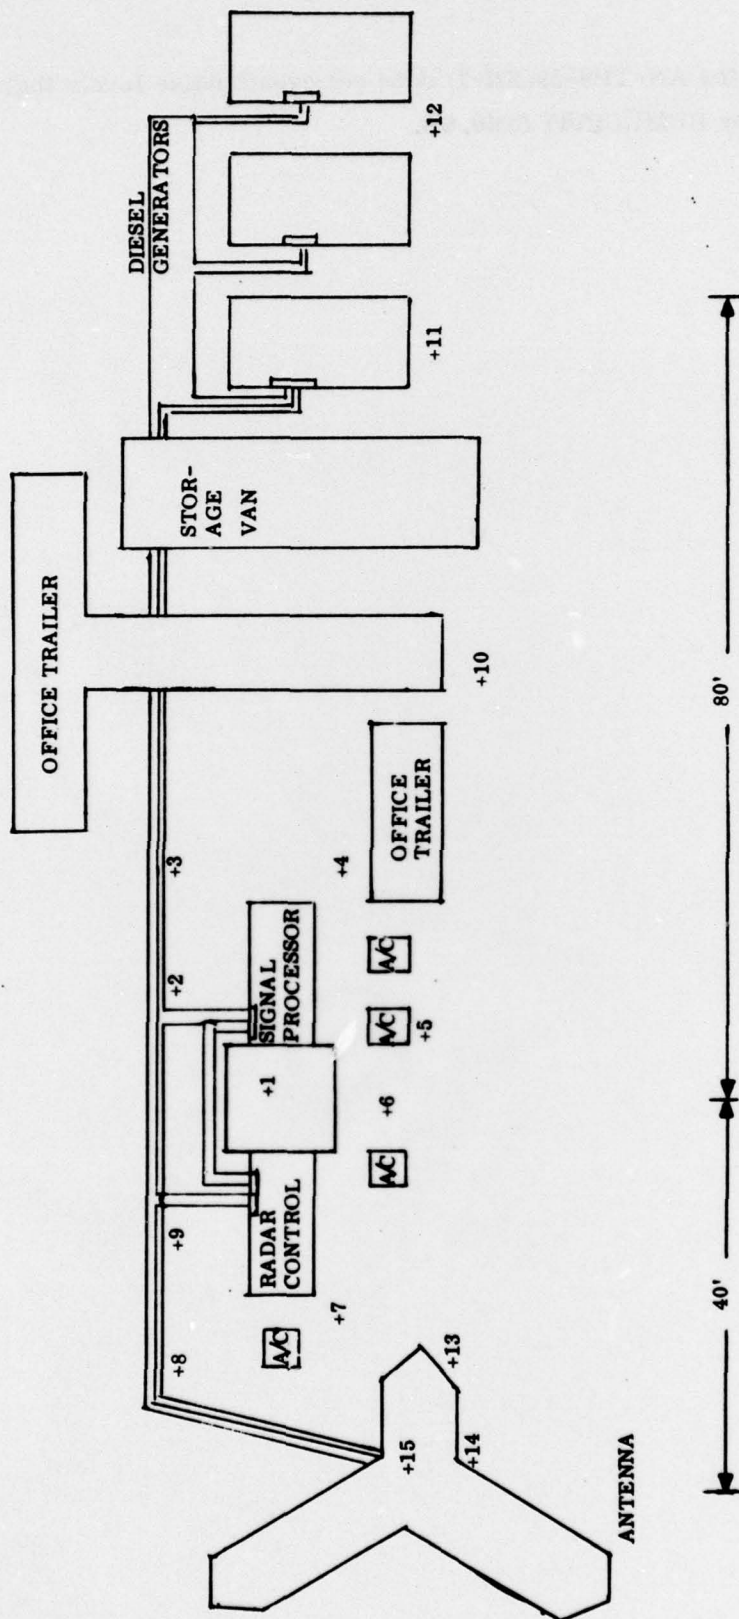 OFFICE TRAILER
DIESEL
GENERATORS
+8
+9
+2
+3
STOR-
AGE
VAN
A/C
RADAR
CONTROL
+1
SIGNAL
PROCESSOR
+7
+4
A/C
+6
A/C
A/C
OFFICE
TRAILER
+5
+15
+13
+14
+10
+11
+12
ANTENNA
40'
80'